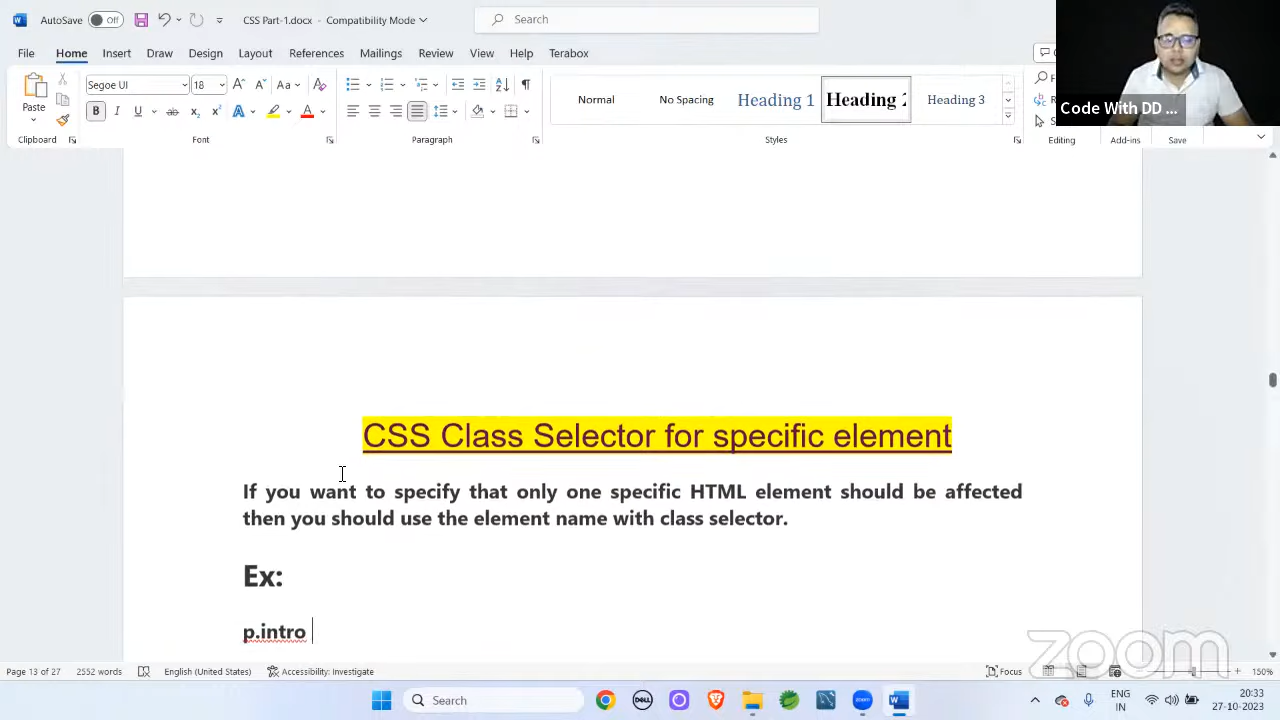 AutoSave Off CSS Part-1.docx - Compatibility Mode Search
File Home Insert Draw Design Layout References Mailings Review View Help Terabox
Paste Segoe UI 18 Aa Normal No Spacing Heading 1 Heading 2 Heading 3
Clipboard Font Paragraph Styles Editing Add-ins Save
Code With DD ...
CSS Class Selector for specific element
If you want to specify that only one specific HTML element should be affected
then you should use the element name with class selector.
Ex:
p.intro
zoom
Page 13 of 27 2552 words English (United States) Accessibility: Investigate Focus 150%
Search DELL zoom ENG IN 20:33 27-10-2023